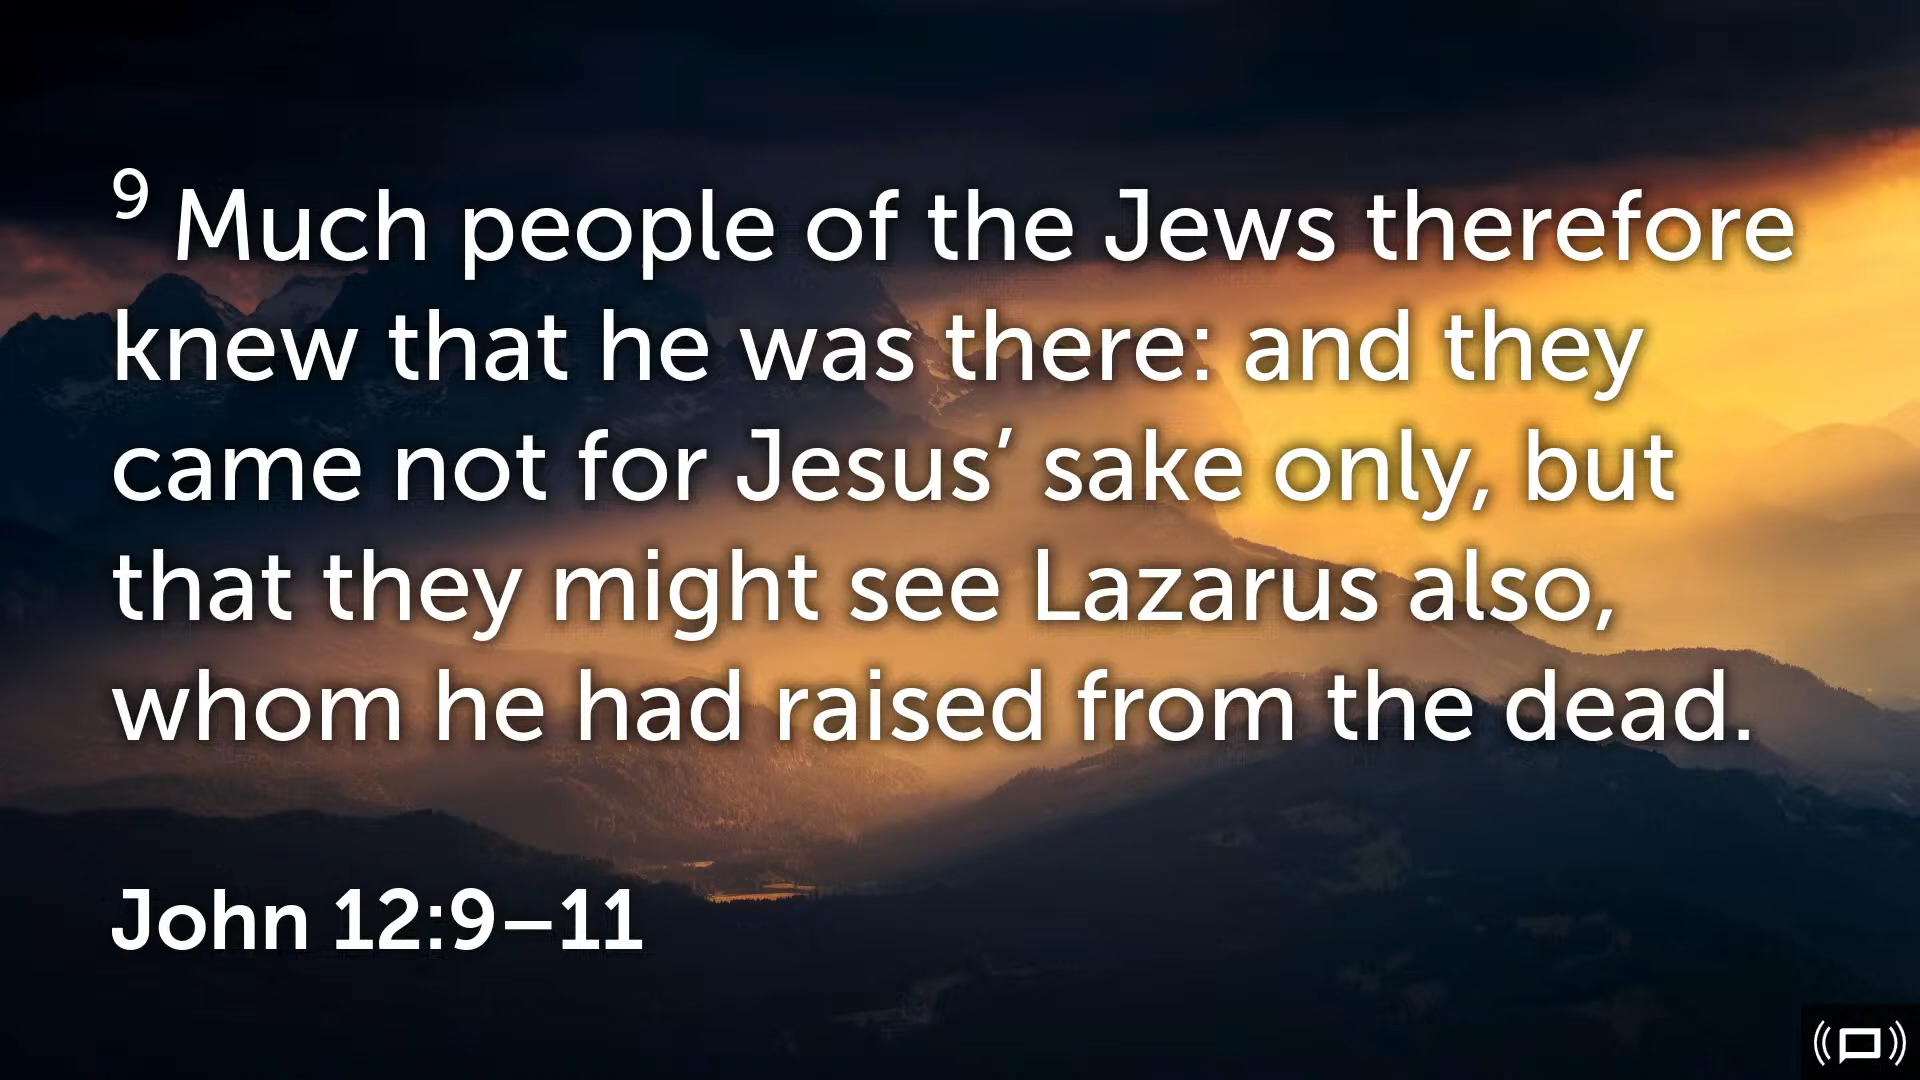 9 Much people of the Jews therefore
knew that he was there: and they
came not for Jesus’ sake only, but
that they might see Lazarus also,
whom he had raised from the dead.
John 12:9–11